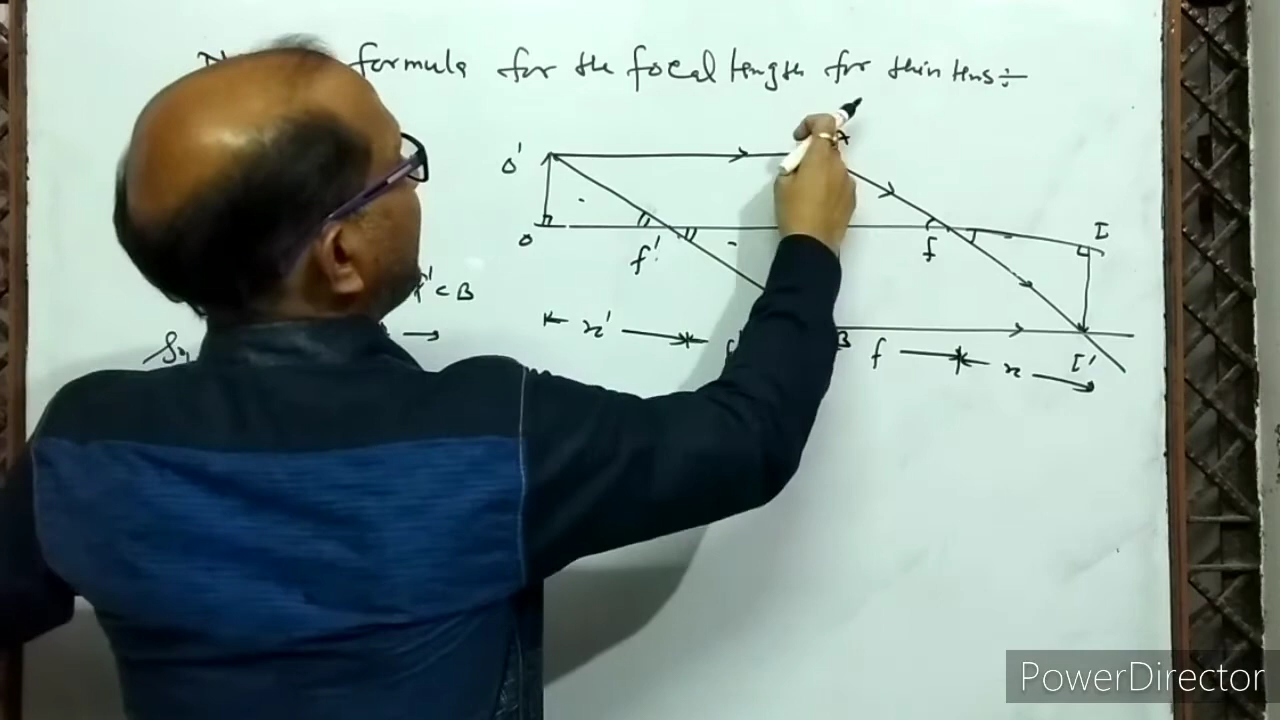 formula for the focal length for thin lens :-
O'
A
O
f'
f
I
' C B
x'
B
f
x
I'
PowerDirector